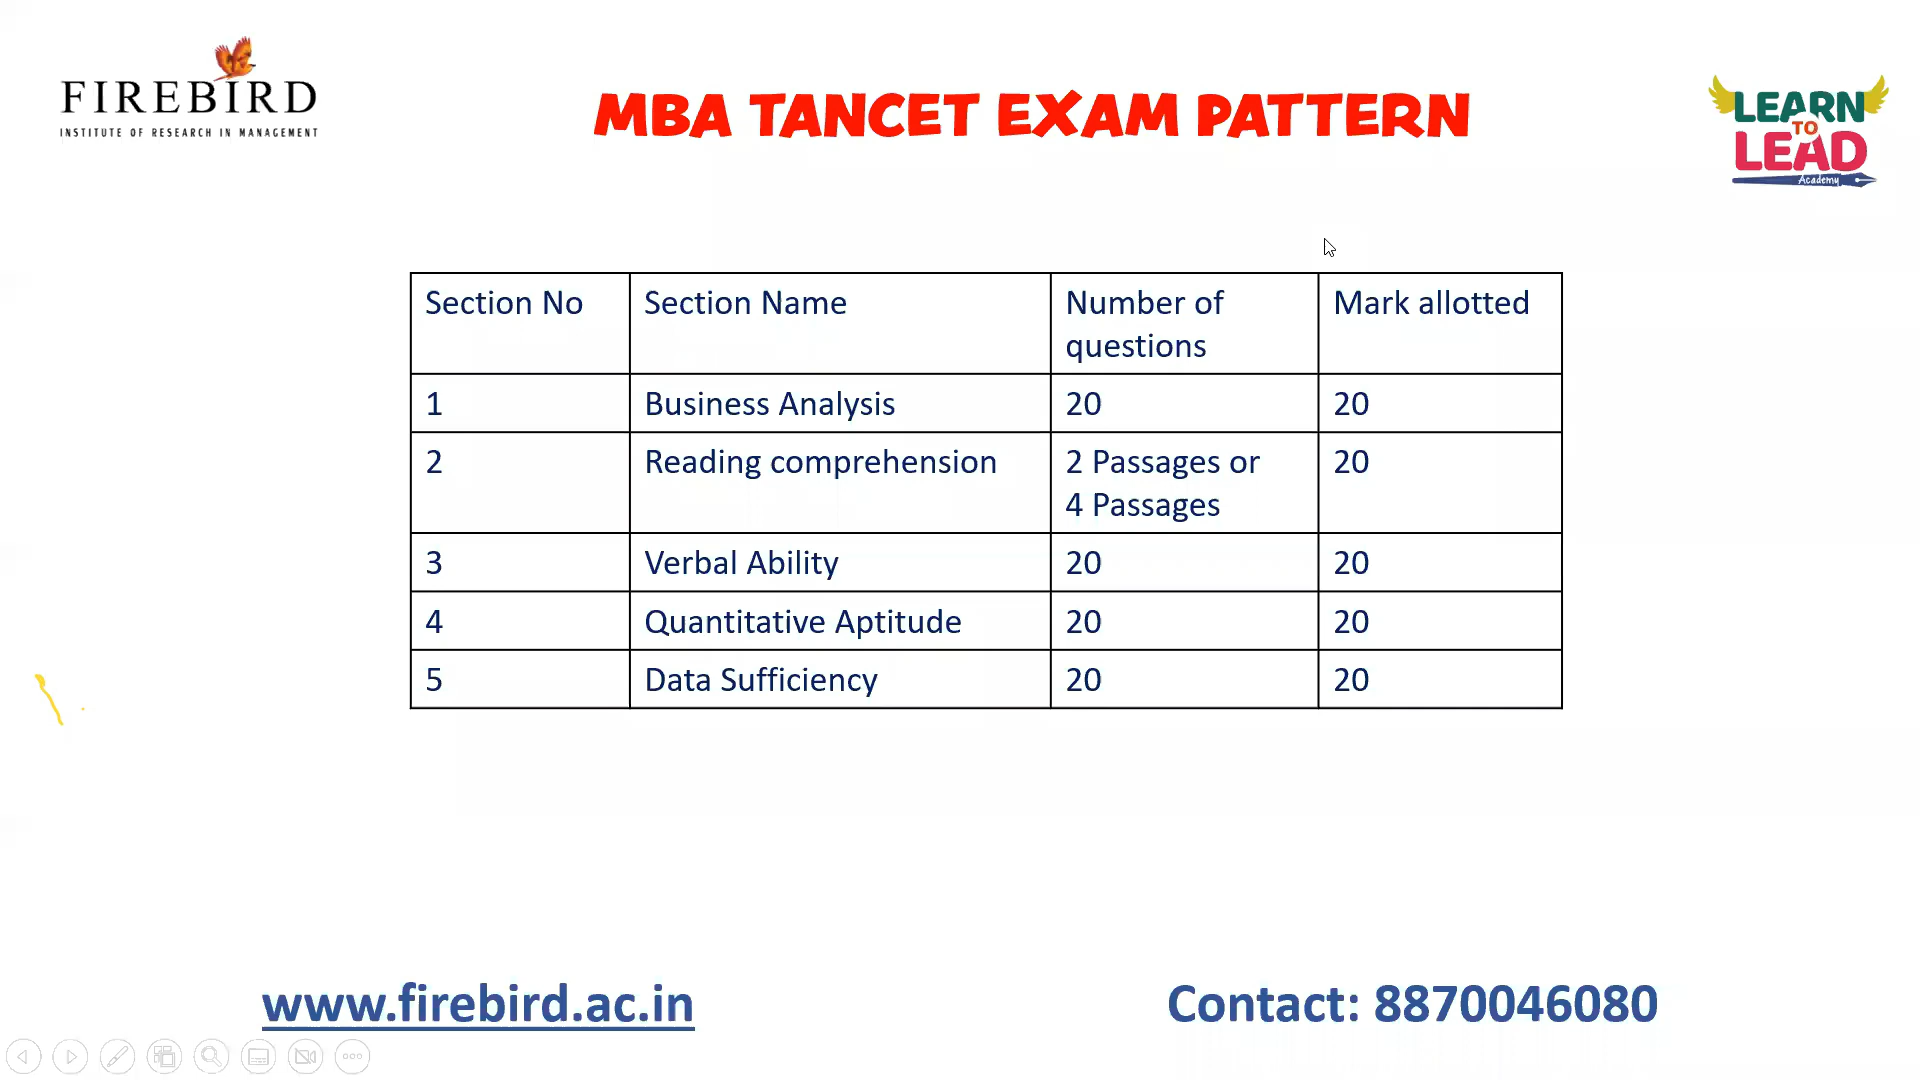 FIREBIRD
INSTITUTE OF RESEARCH IN MANAGEMENT
MBA TANCET EXAM PATTERN
LEARN
TO
LEAD
Academy
Section No Section Name Number of questions Mark allotted
1 Business Analysis 20 20
2 Reading comprehension 2 Passages or 4 Passages 20
3 Verbal Ability 20 20
4 Quantitative Aptitude 20 20
5 Data Sufficiency 20 20
www.firebird.ac.in
Contact: 8870046080